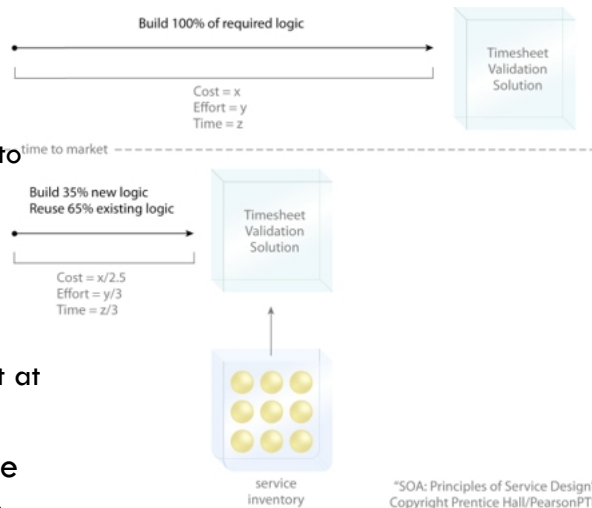 Build 100% of required logic
Timesheet
Validation
Solution
Cost = x
Effort = y
Time = z
to
time to market
Build 35% new logic
Reuse 65% existing logic
Timesheet
Validation
Solution
Cost = x/2.5
Effort = y/3
Time = z/3
t at
e
service
inventory
"SOA: Principles of Service Design"
Copyright Prentice Hall/PearsonPT